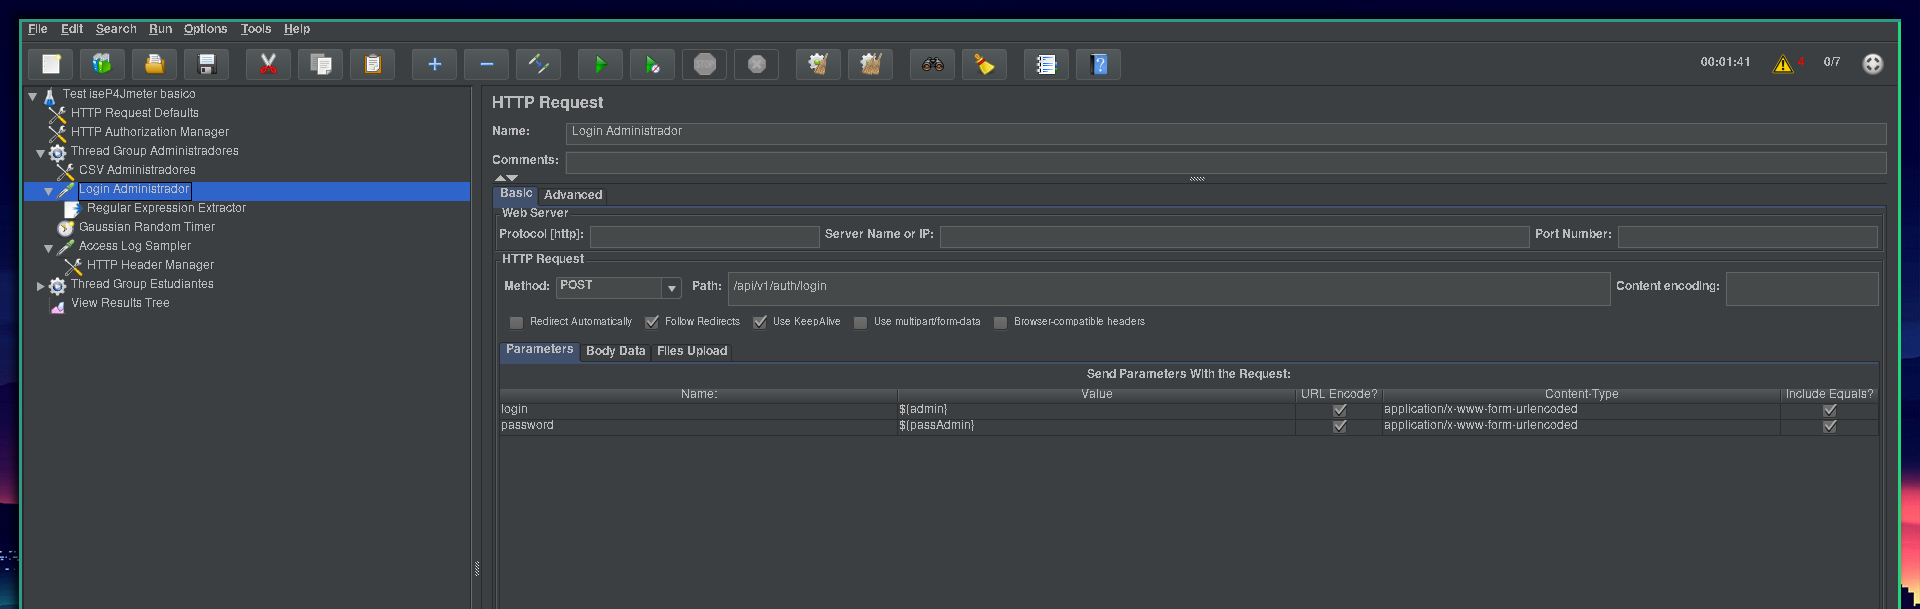 File Edit Search Run Options Tools Help
00:01:41 4 0/7
Test iseP4Jmeter basico
HTTP Request Defaults
HTTP Authorization Manager
Thread Group Administradores
CSV Administradores
Login Administrador
Regular Expression Extractor
Gaussian Random Timer
Access Log Sampler
HTTP Header Manager
Thread Group Estudiantes
View Results Tree
HTTP Request
Name: Login Administrador
Comments:
Basic Advanced
Web Server
Protocol [http]: Server Name or IP: Port Number:
HTTP Request
Method: POST Path: /api/v1/auth/login Content encoding:
Redirect Automatically Follow Redirects Use KeepAlive Use multipart/form-data Browser-compatible headers
Parameters Body Data Files Upload
Send Parameters With the Request:
Name: Value URL Encode? Content-Type Include Equals?
login ${admin} application/x-www-form-urlencoded
password ${passAdmin} application/x-www-form-urlencoded